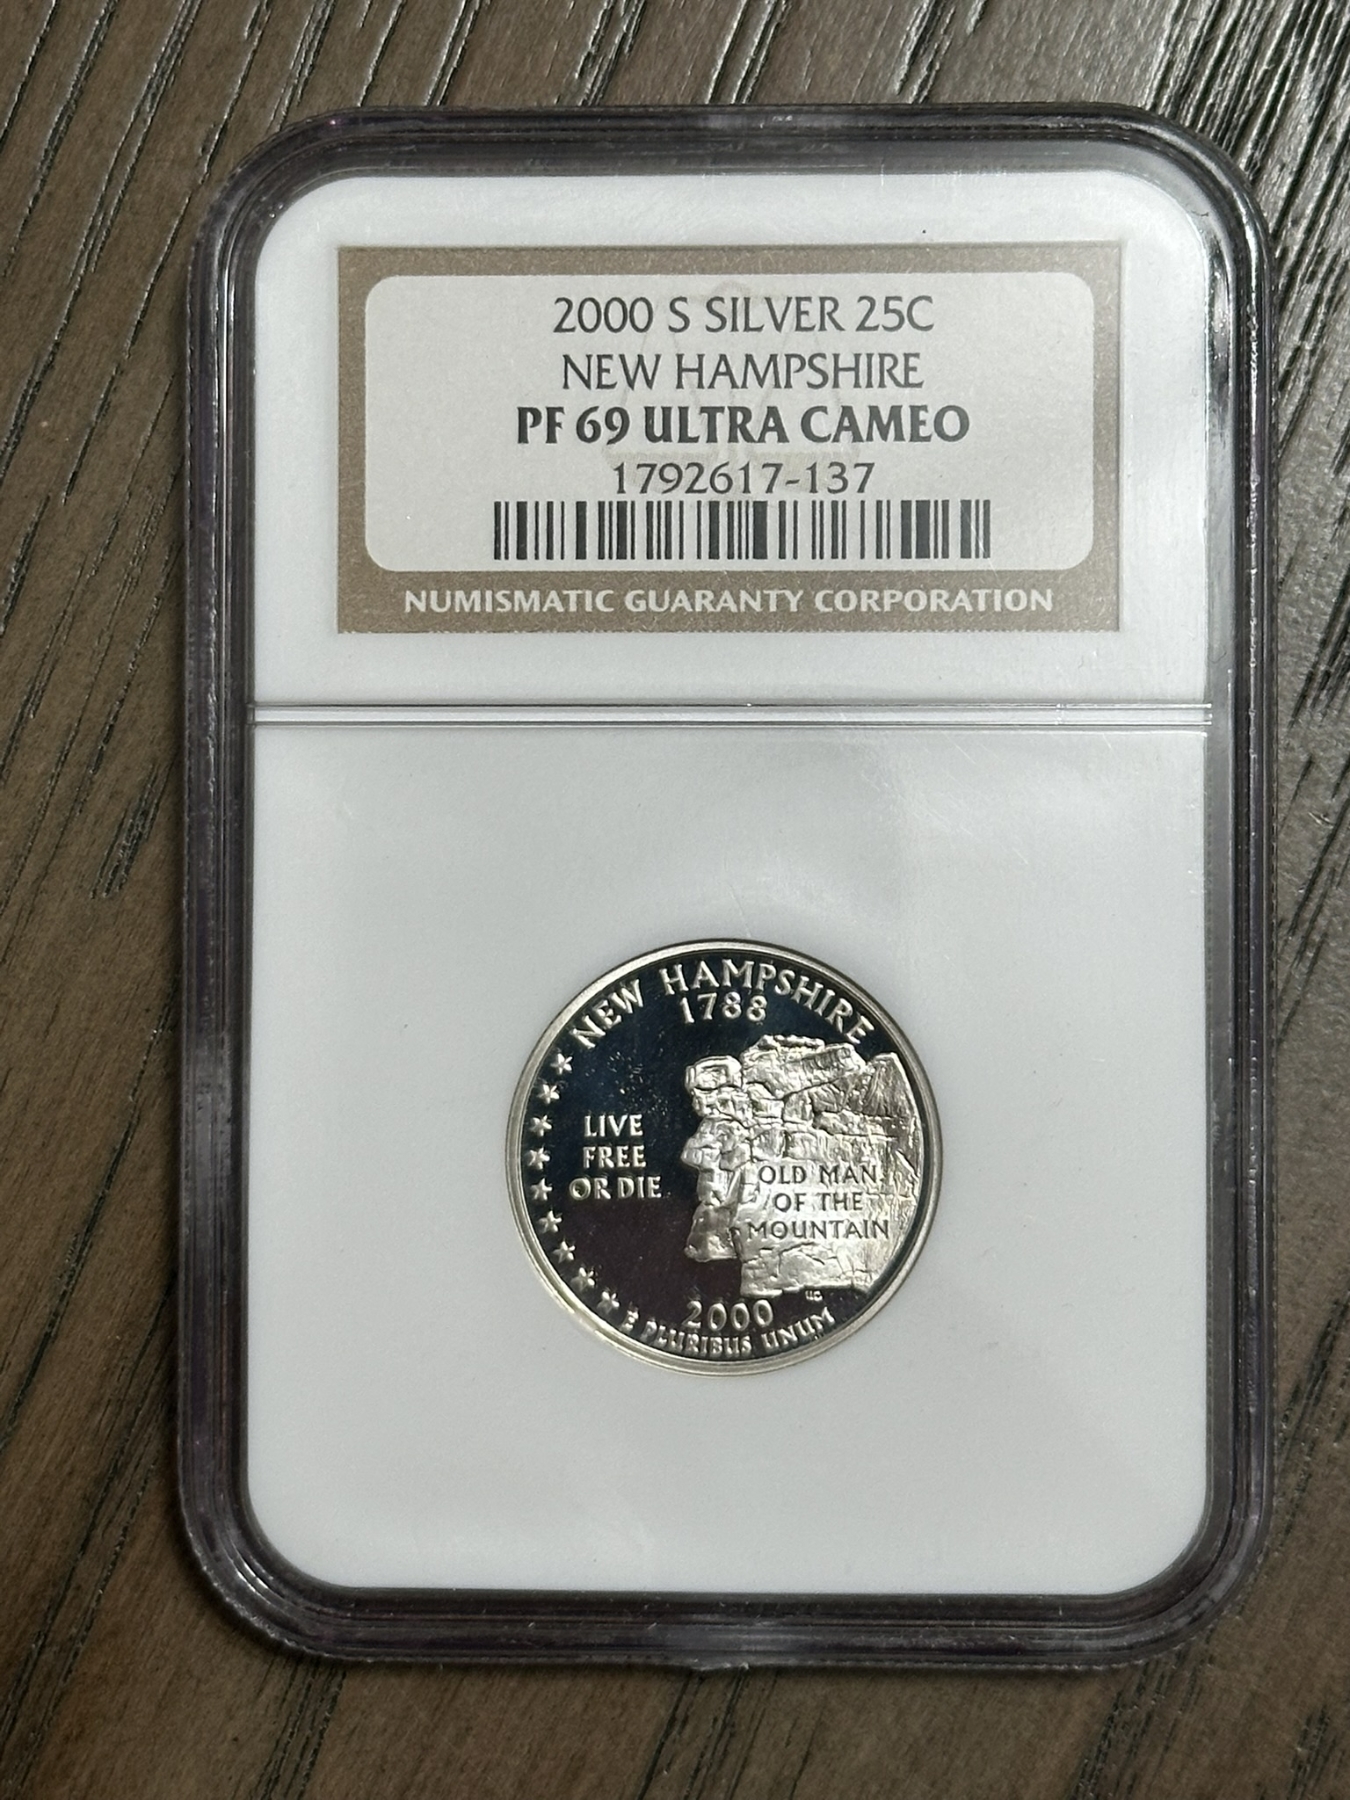 2000 S SILVER 25C
NEW HAMPSHIRE
PF 69 ULTRA CAMEO
1792617-137
NUMISMATIC GUARANTY CORPORATION
NEW HAMPSHIRE
1788
LIVE
FREE
OR DIE
OLD MAN
OF THE
MOUNTAIN
2000
E PLURIBUS UNUM